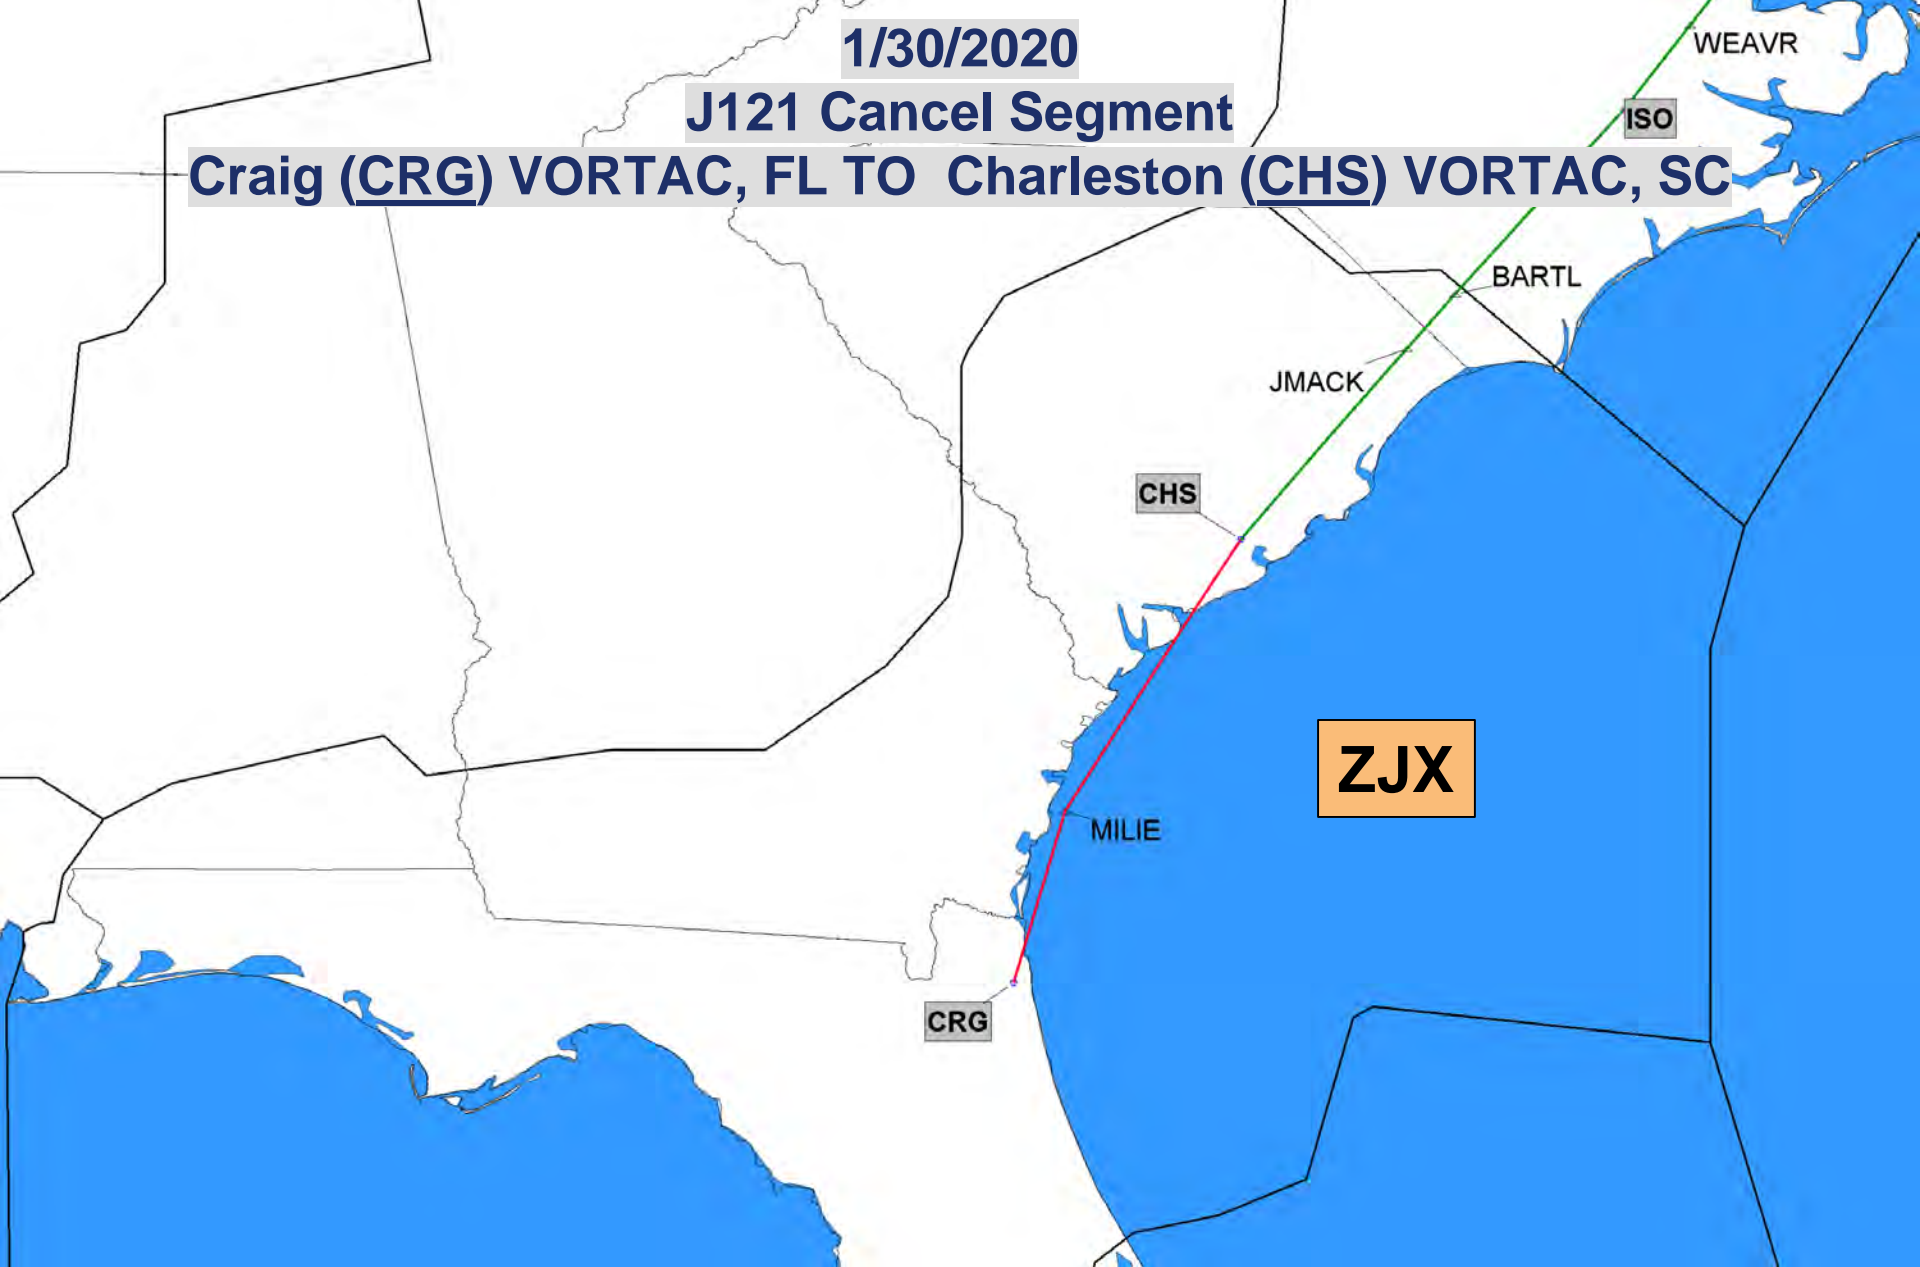 1/30/2020
J121 Cancel Segment
Craig (CRG) VORTAC, FL TO  Charleston (CHS) VORTAC, SC
WEAVR
ISO
BARTL
JMACK
CHS
ZJX
MILIE
CRG